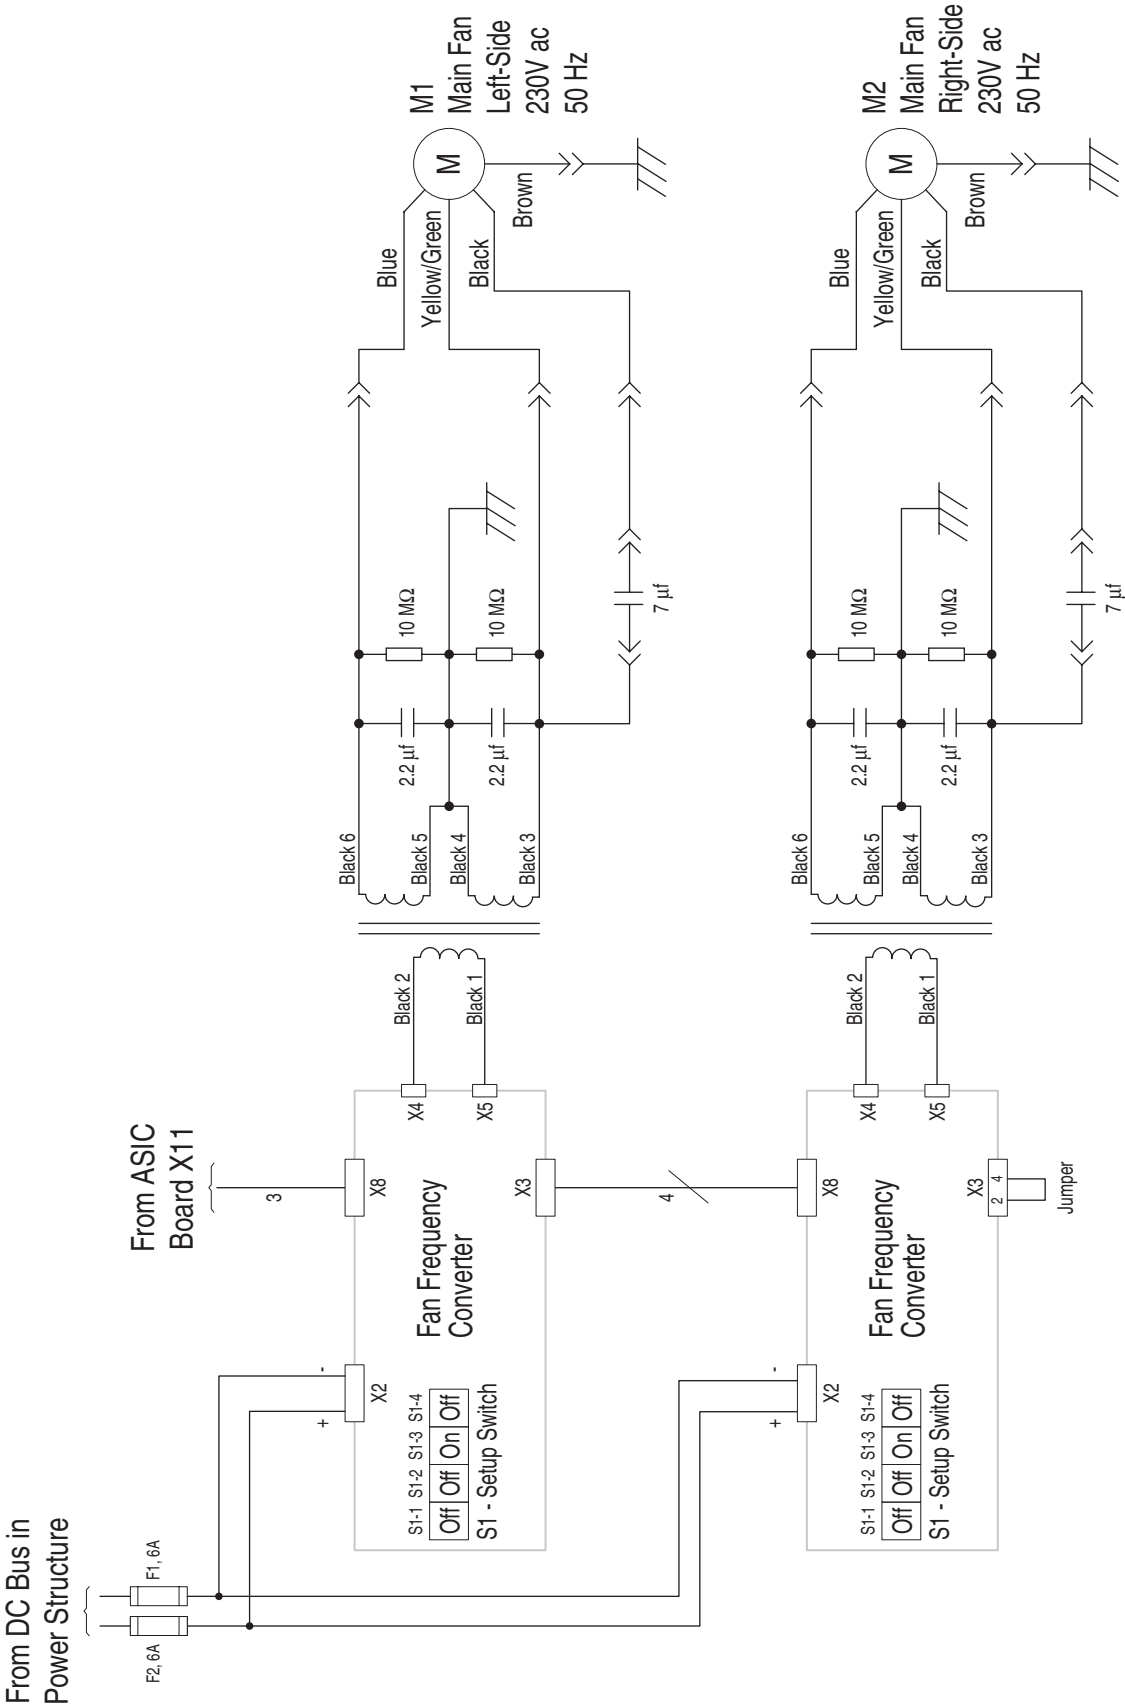 From DC Bus in
Power Structure
F2, 6A
F1, 6A
From ASIC
Board X11
3
+
-
X2
X8
S1-1 S1-2 S1-3 S1-4
Off Off On Off
S1 - Setup Switch
Fan Frequency
Converter
X3
X4
X5
Black 2
Black 1
Black 6
Black 5
Black 4
Black 3
2.2 µf
2.2 µf
10 MΩ
10 MΩ
7 µf
Blue
Yellow/Green
Black
Brown
M
M1
Main Fan
Left-Side
230V ac
50 Hz
4
+
-
X2
X8
S1-1 S1-2 S1-3 S1-4
Off Off On Off
S1 - Setup Switch
Fan Frequency
Converter
X3
2 4
Jumper
X4
X5
Black 2
Black 1
Black 6
Black 5
Black 4
Black 3
2.2 µf
2.2 µf
10 MΩ
10 MΩ
7 µf
Blue
Yellow/Green
Black
Brown
M
M2
Main Fan
Right-Side
230V ac
50 Hz